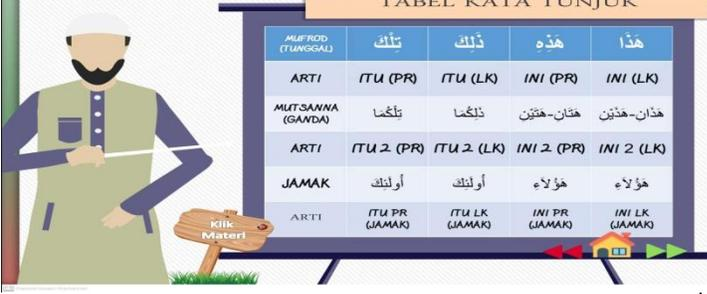 TABEL KATA TUNJUK
MUFROD (TUNGGAL) تِلْكَ ذَلِكَ هَذِهِ هَذَا
ARTI ITU (PR) ITU (LK) INI (PR) INI (LK)
MUTSANNA (GANDA) تِلْكُمَا ذَلِكُمَا هَتَانِ-هَتَيْنِ هَذَانِ-هَذَيْنِ
ARTI ITU 2 (PR) ITU 2 (LK) INI 2 (PR) INI 2 (LK)
JAMAK أُولَئِكَ أُولَئِكَ هَؤُلَاءِ هَؤُلَاءِ
ARTI ITU PR (JAMAK) ITU LK (JAMAK) INI PR (JAMAK) INI LK (JAMAK)
Klik
Materi